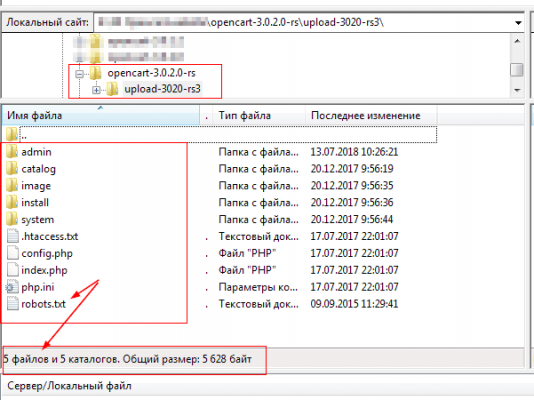 Локальный сайт: \opencart-3.0.2.0-rs\upload-3020-rs3\
opencart-3.0.2.0-rs
upload-3020-rs3
Имя файла . Тип файла Последнее изменение
..
admin Папка с файла... 13.07.2018 10:26:21
catalog Папка с файла... 20.12.2017 9:56:19
image Папка с файла... 20.12.2017 9:56:35
install Папка с файла... 20.12.2017 9:56:36
system Папка с файла... 20.12.2017 9:56:44
.htaccess.txt . Текстовый док... 17.07.2017 22:01:07
config.php . Файл "PHP" 17.07.2017 22:01:07
index.php . Файл "PHP" 17.07.2017 22:01:07
php.ini . Параметры ко... 17.07.2017 22:01:07
robots.txt . Текстовый док... 09.09.2015 11:29:41
5 файлов и 5 каталогов. Общий размер: 5 628 байт
Сервер/Локальный файл